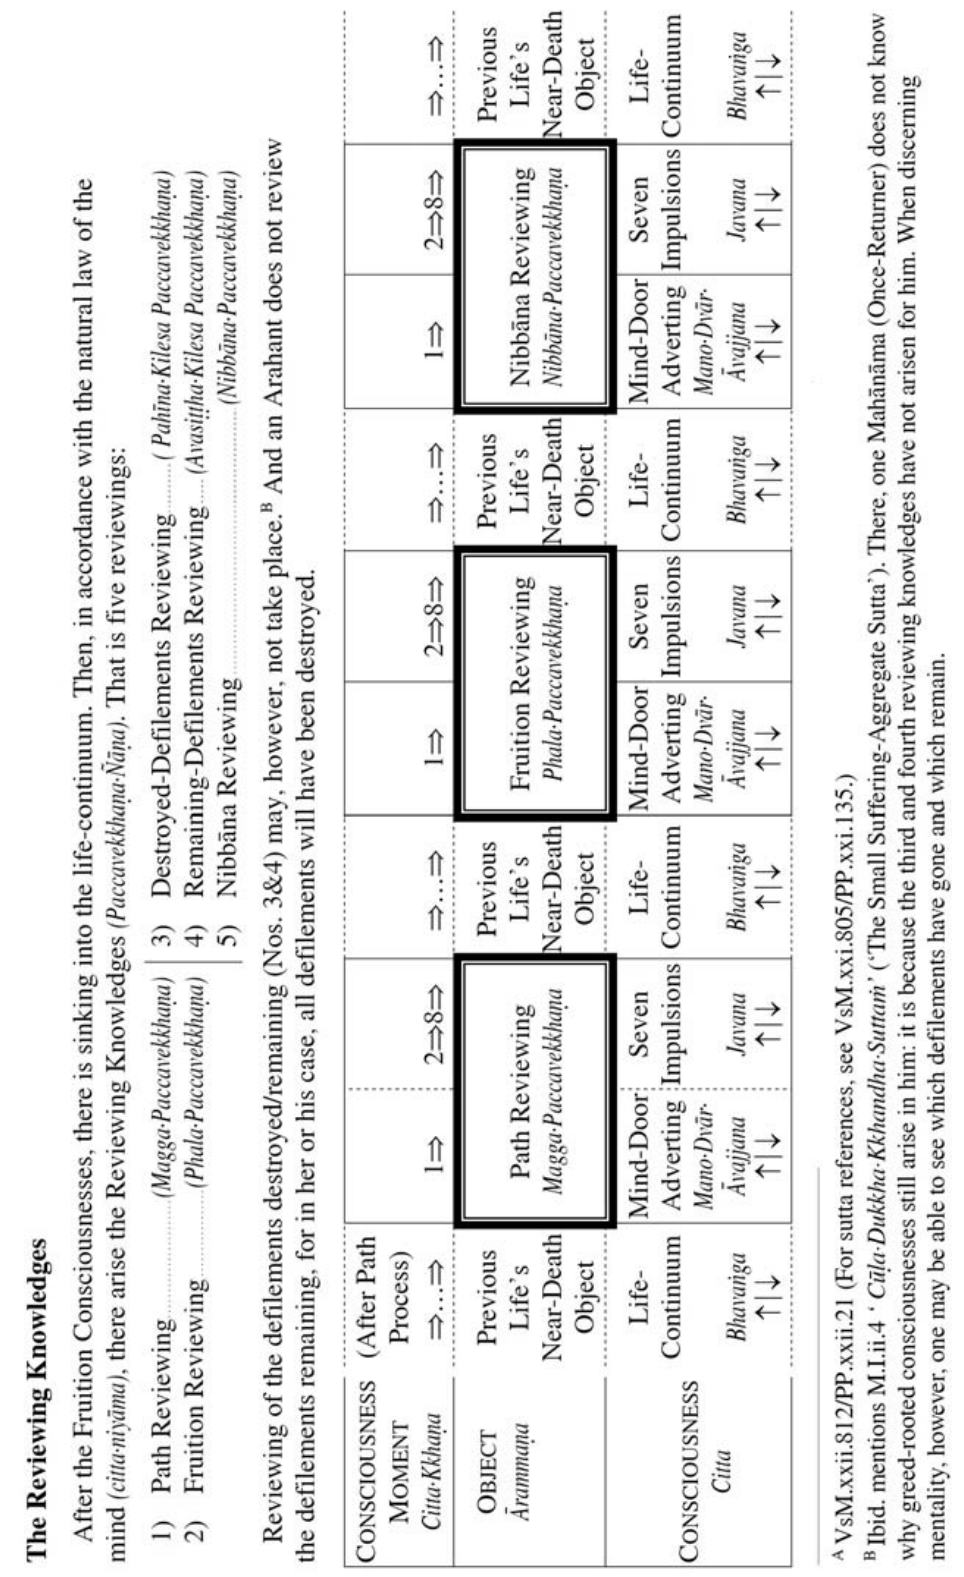 The Reviewing Knowledges
After the Fruition Consciousnesses, there is sinking into the life-continuum. Then, in accordance with the natural law of the
mind (citta·niyāma), there arise the Reviewing Knowledges (Paccavekkhaṇa·Ñāṇa). That is five reviewings:
1) Path Reviewing..................(Magga·Paccavekkhaṇa)
2) Fruition Reviewing..............(Phala·Paccavekkhaṇa)
3) Destroyed-Defilements Reviewing......( Pahīna·Kilesa Paccavekkhaṇa)
4) Remaining-Defilements Reviewing.....(Avasiṭṭha·Kilesa Paccavekkhaṇa)
5) Nibbāna Reviewing........................................(Nibbāna·Paccavekkhaṇa)
Reviewing of the defilements destroyed/remaining (Nos. 3&4) may, however, not take place.ᴮ And an Arahant does not review
the defilements remaining, for in her or his case, all defilements will have been destroyed.
CONSCIOUSNESS (After Path
MOMENT Process)
Citta·Kkhaṇa ⇒…⇒ 1⇒ 2⇒8⇒ ⇒…⇒ 1⇒ 2⇒8⇒ ⇒…⇒ 1⇒ 2⇒8⇒ ⇒…⇒
OBJECT Previous Path Reviewing Previous Fruition Reviewing Previous Nibbāna Reviewing Previous
Ārammaṇa Life's Magga·Paccavekkhaṇa Life's Phala·Paccavekkhaṇa Life's Nibbāna·Paccavekkhaṇa Life's
Near-Death Near-Death Near-Death Near-Death
Object Object Object Object
CONSCIOUSNESS Life- Mind-Door Seven Life- Mind-Door Seven Life- Mind-Door Seven Life-
Citta Continuum Adverting Impulsions Continuum Adverting Impulsions Continuum Adverting Impulsions Continuum
Mano·Dvār· Mano·Dvār· Mano·Dvār·
Bhavaṅga Āvajjana Javana Bhavaṅga Āvajjana Javana Bhavaṅga Āvajjana Javana Bhavaṅga
↑|↓ ↑|↓ ↑|↓ ↑|↓ ↑|↓ ↑|↓ ↑|↓ ↑|↓ ↑|↓ ↑|↓
ᴬ VSM.xxii.812/PP.xxii.21 (For sutta references, see VSM.xxi.805/PP.xxi.135.)
ᴮ Ibid. mentions M.I.ii.4 ‘ Cūḷa·Dukkha·Kkhandha·Suttaṁ’ (‘The Small Suffering-Aggregate Sutta’). There, one Mahānāma (Once-Returner) does not know
why greed-rooted consciousnesses still arise in him: it is because the third and fourth reviewing knowledges have not arisen for him. When discerning
mentality, however, one may be able to see which defilements have gone and which remain.